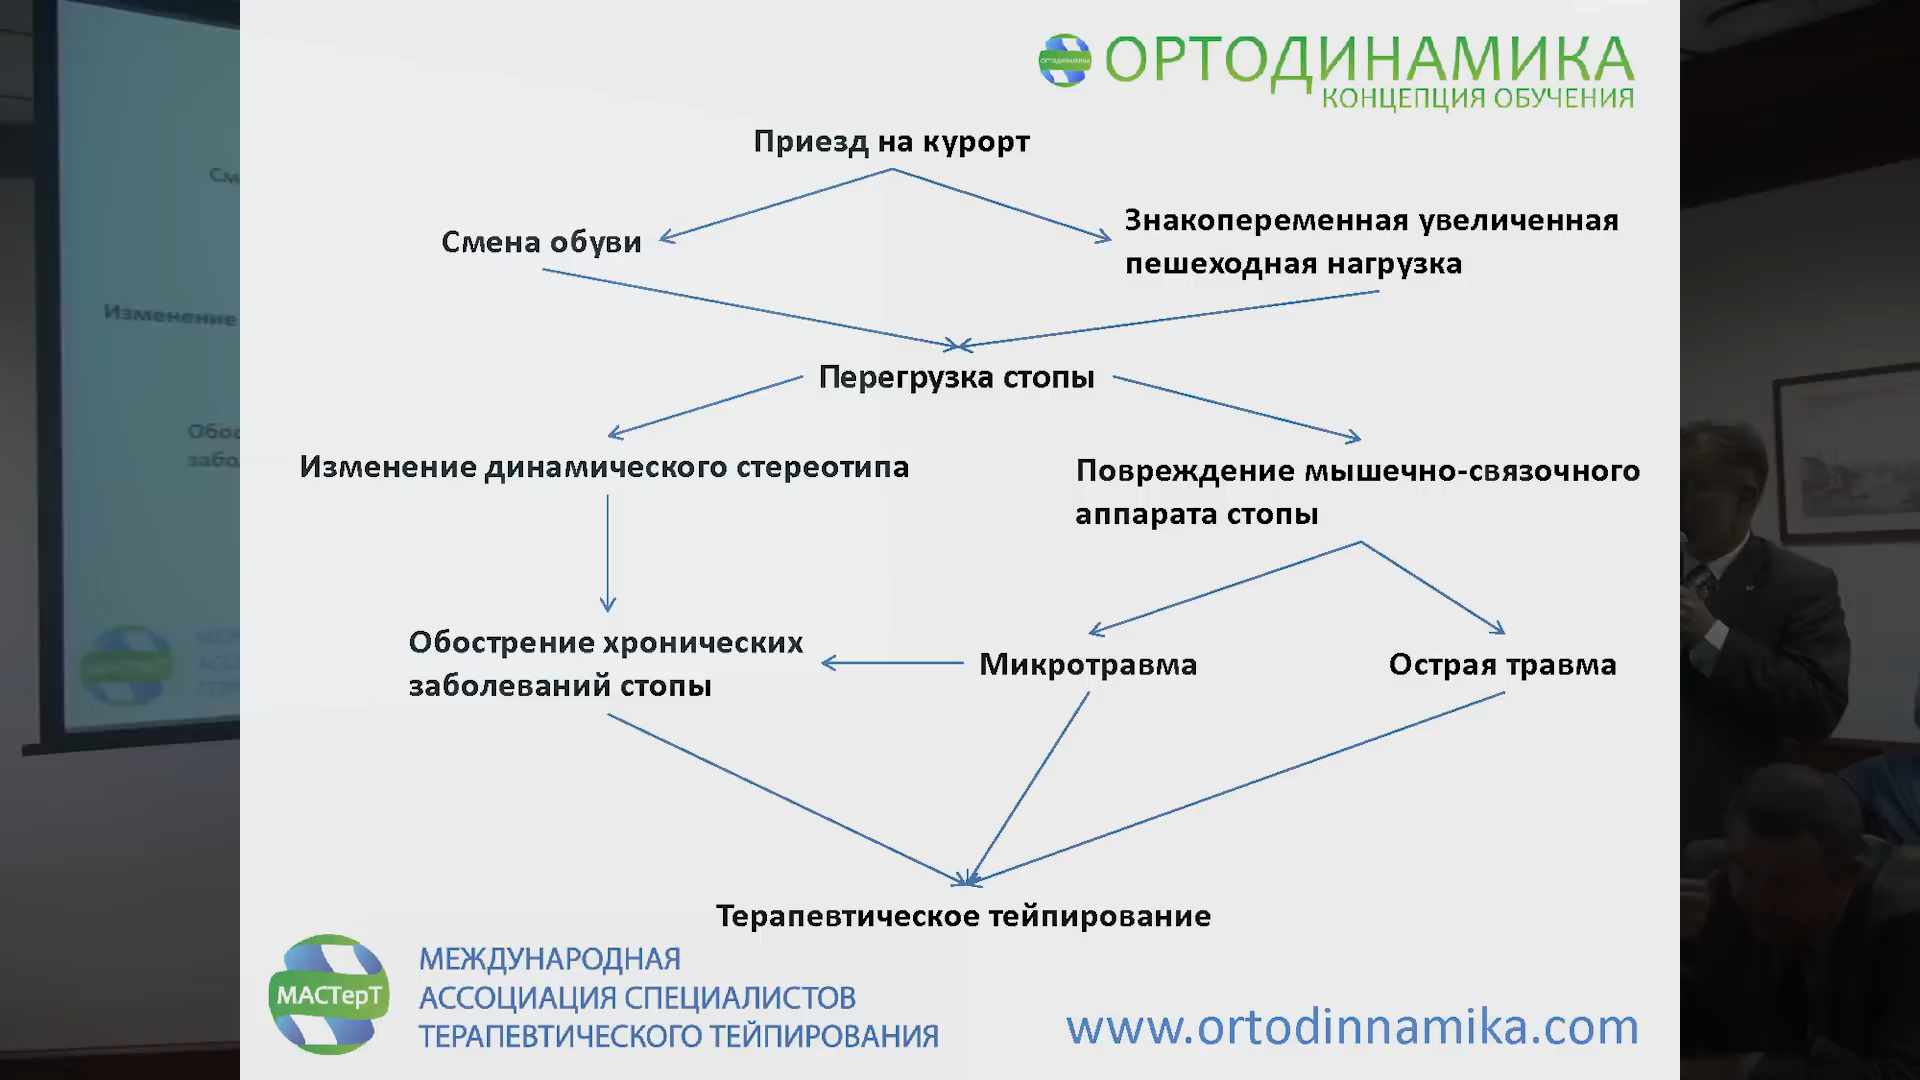 ОРТОДИНАМИКА
КОНЦЕПЦИЯ ОБУЧЕНИЯ
Приезд на курорт
Смена обуви
Знакопеременная увеличенная
пешеходная нагрузка
Перегрузка стопы
Изменение динамического стереотипа
Повреждение мышечно-связочного
аппарата стопы
Обострение хронических
заболеваний стопы
Микротравма
Острая травма
Терапевтическое тейпирование
МАСТерТ
МЕЖДУНАРОДНАЯ
АССОЦИАЦИЯ СПЕЦИАЛИСТОВ
ТЕРАПЕВТИЧЕСКОГО ТЕЙПИРОВАНИЯ
www.ortodinnamika.com
Изменение